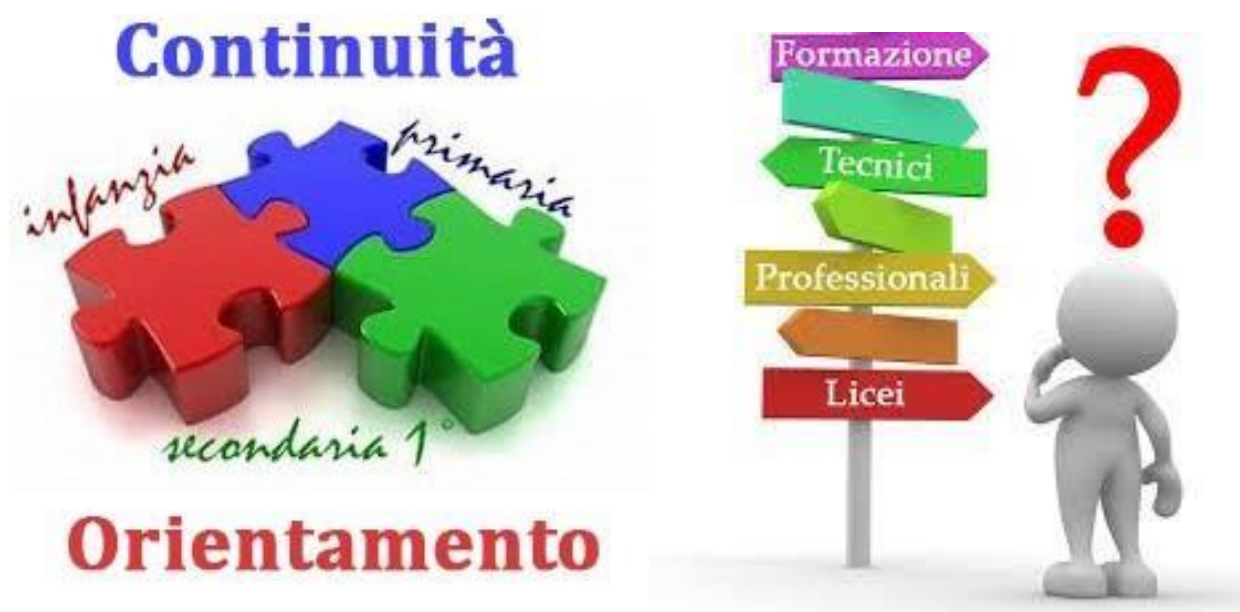 Continuità
infanzia
primaria
secondaria 1°
Orientamento
Formazione
Tecnici
Professionali
Licei
?